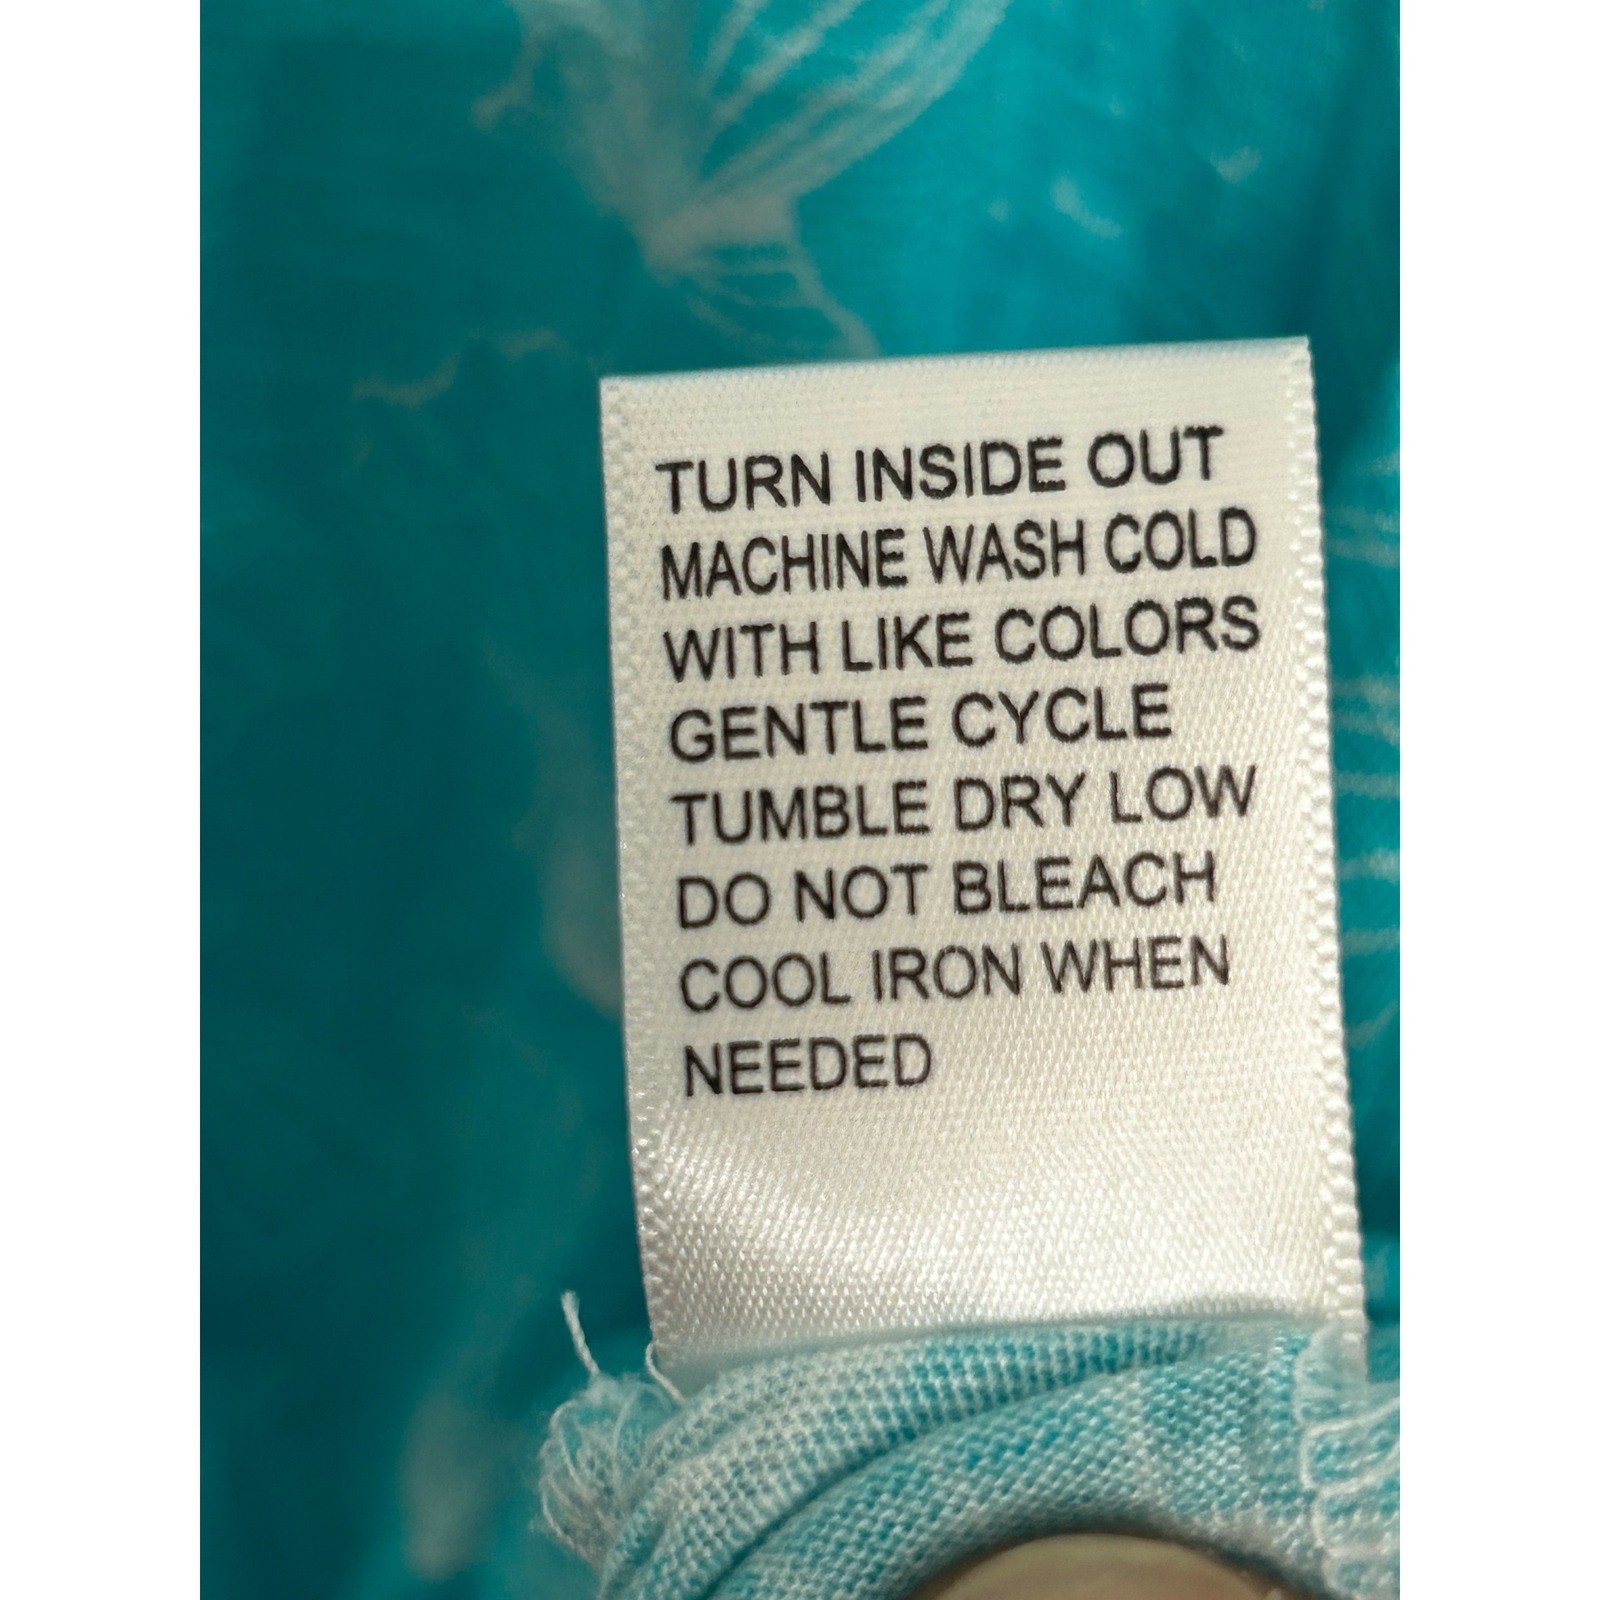 TURN INSIDE OUT
MACHINE WASH COLD
WITH LIKE COLORS
GENTLE CYCLE
TUMBLE DRY LOW
DO NOT BLEACH
COOL IRON WHEN
NEEDED